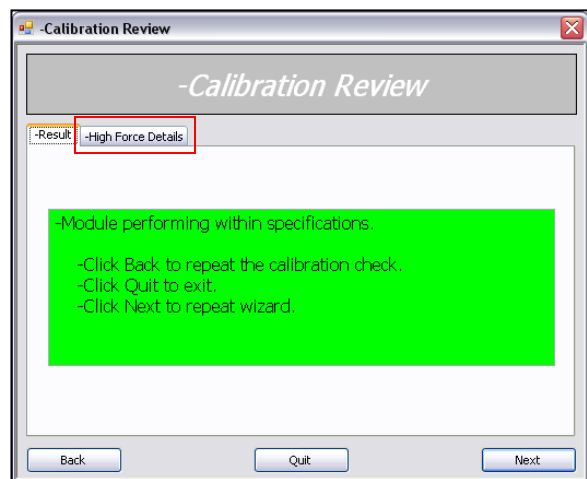 -Calibration Review
-Calibration Review
-Result -High Force Details
-Module performing within specifications.
-Click Back to repeat the calibration check.
-Click Quit to exit.
-Click Next to repeat wizard.
Back Quit Next